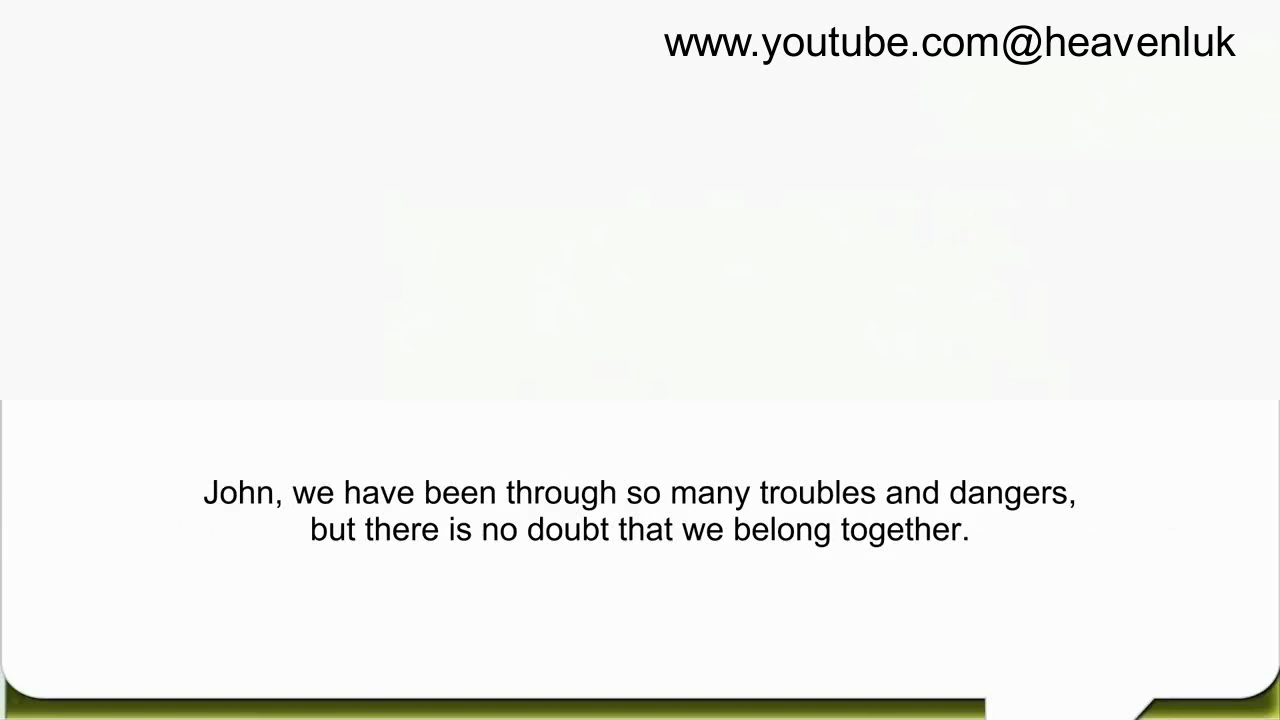 www.youtube.com@heavenluk
John, we have been through so many troubles and dangers,
but there is no doubt that we belong together.